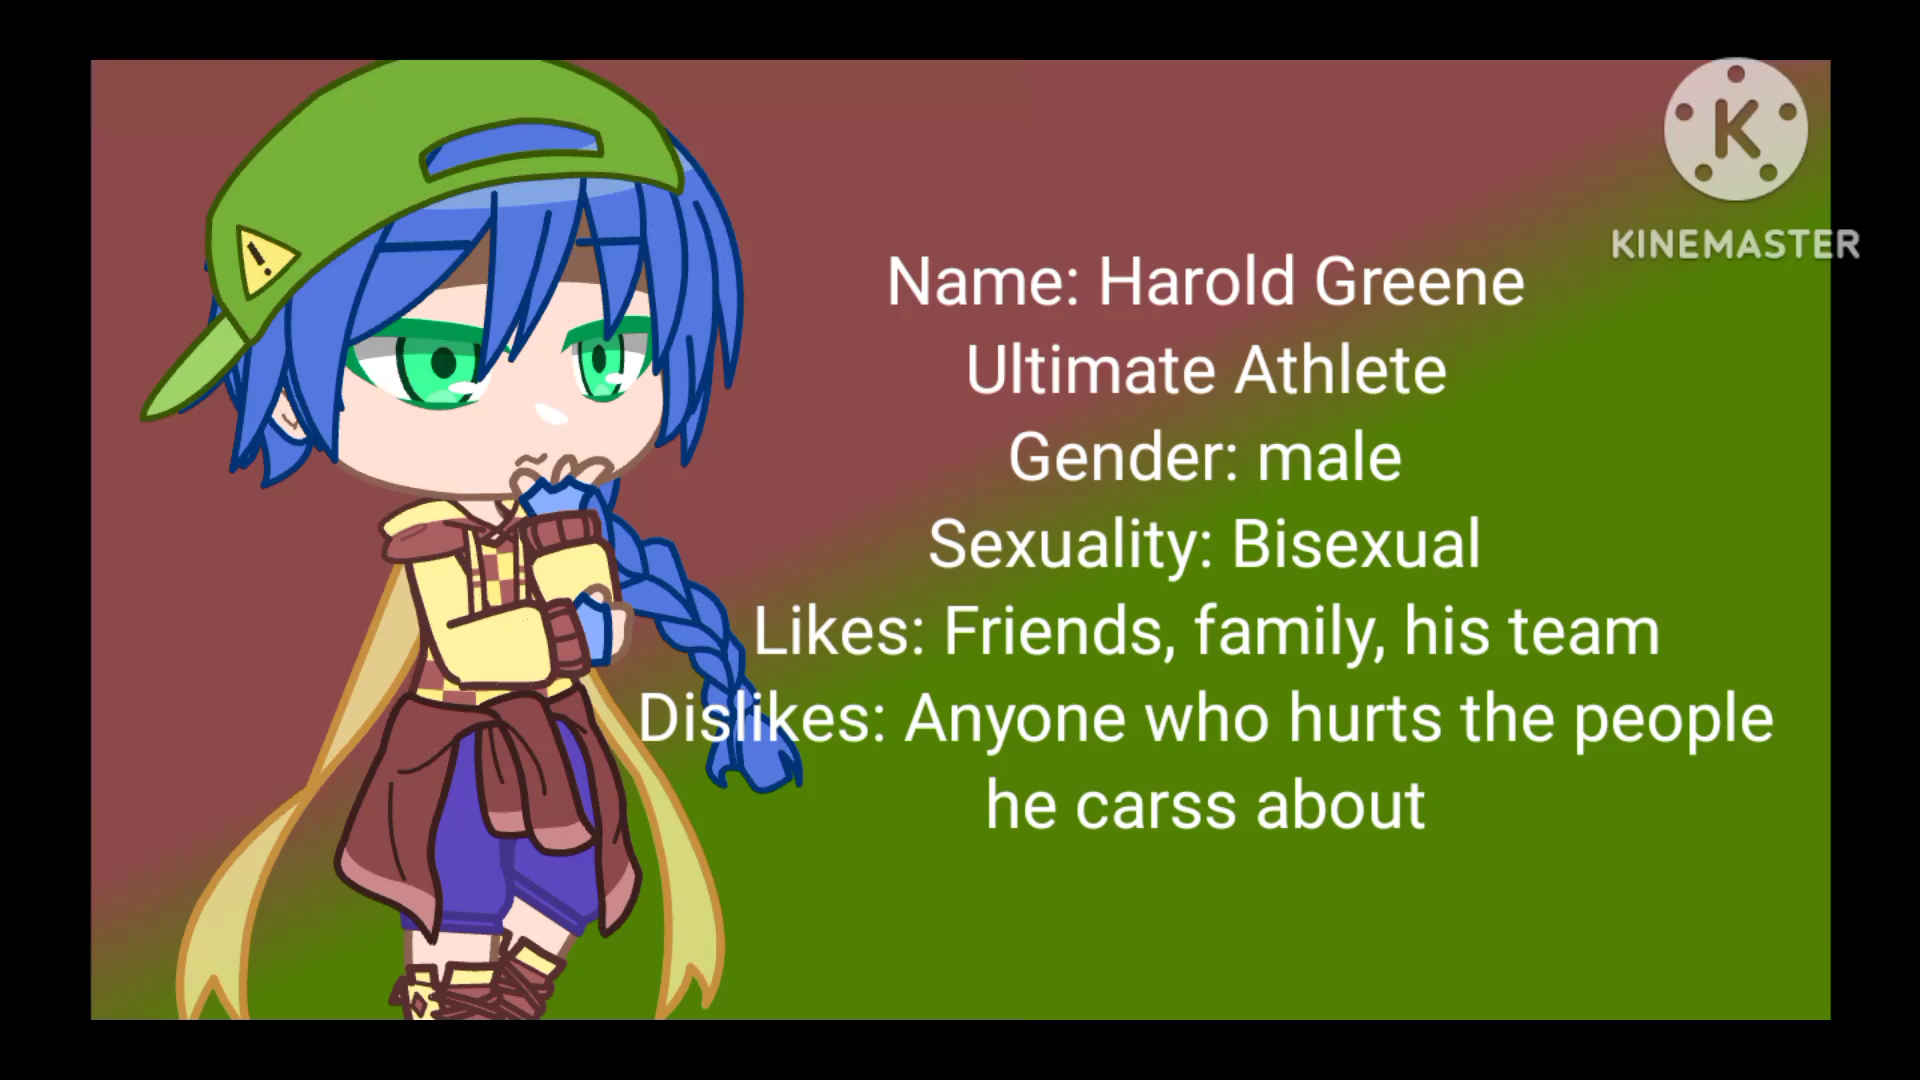 K
KINEMASTER
Name: Harold Greene
Ultimate Athlete
Gender: male
Sexuality: Bisexual
Likes: Friends, family, his team
Dislikes: Anyone who hurts the people
he carss about